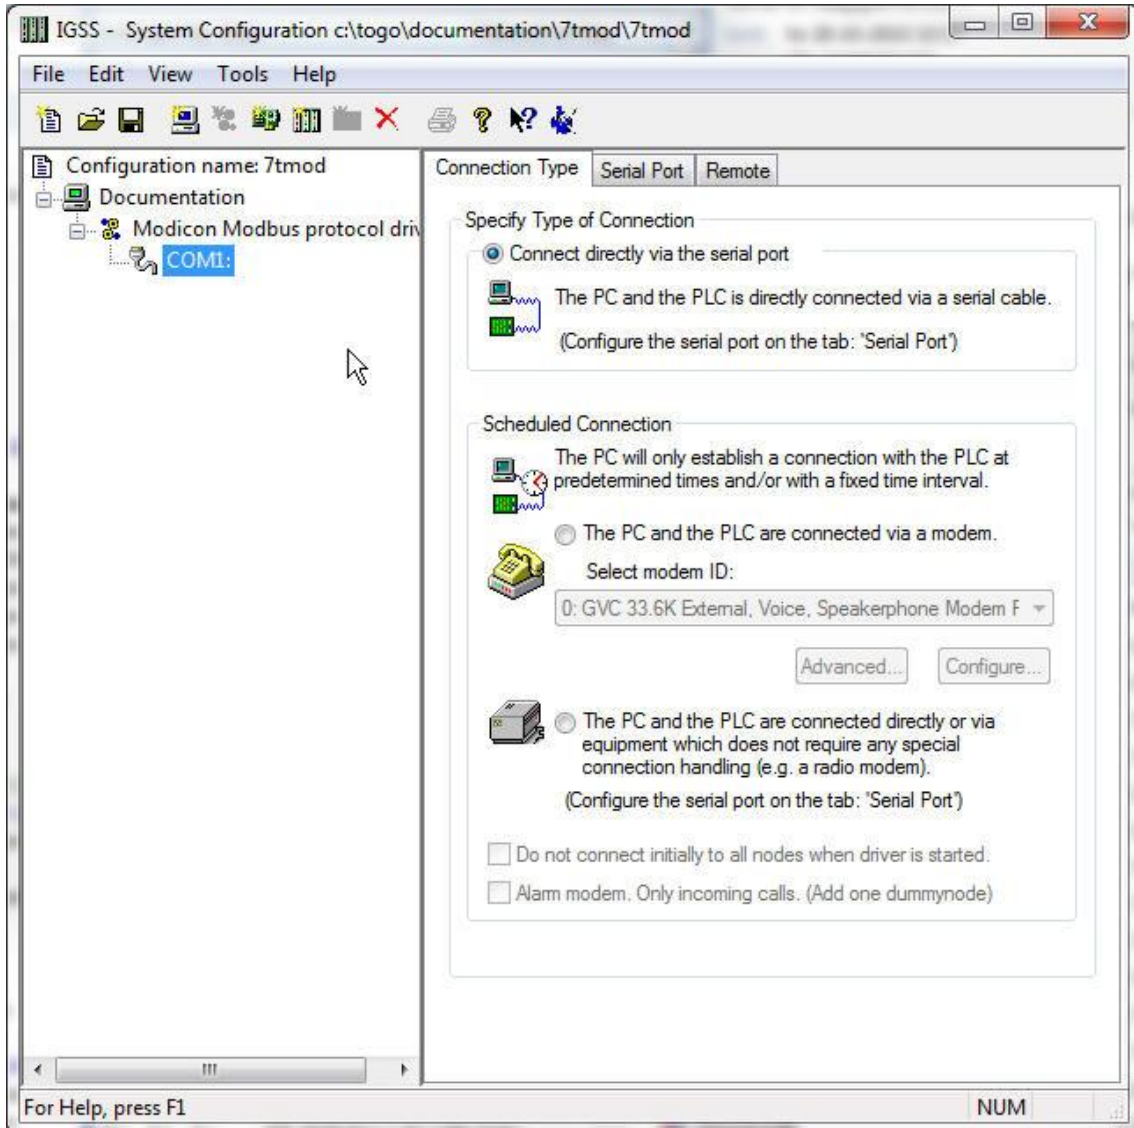 IGSS - System Configuration c:\togo\documentation\7tmod\7tmod
File Edit View Tools Help
Configuration name: 7tmod
Documentation
Modicon Modbus protocol driv
COM1:
Connection Type Serial Port Remote
Specify Type of Connection
Connect directly via the serial port
The PC and the PLC is directly connected via a serial cable.
(Configure the serial port on the tab: "Serial Port")
Scheduled Connection
The PC will only establish a connection with the PLC at
predetermined times and/or with a fixed time interval.
The PC and the PLC are connected via a modem.
Select modem ID:
0: GVC 33.6K External, Voice, Speakerphone Modem F
Advanced... Configure...
The PC and the PLC are connected directly or via
equipment which does not require any special
connection handling (e.g. a radio modem).
(Configure the serial port on the tab: "Serial Port")
Do not connect initially to all nodes when driver is started.
Alarm modem. Only incoming calls. (Add one dummynode)
For Help, press F1 NUM